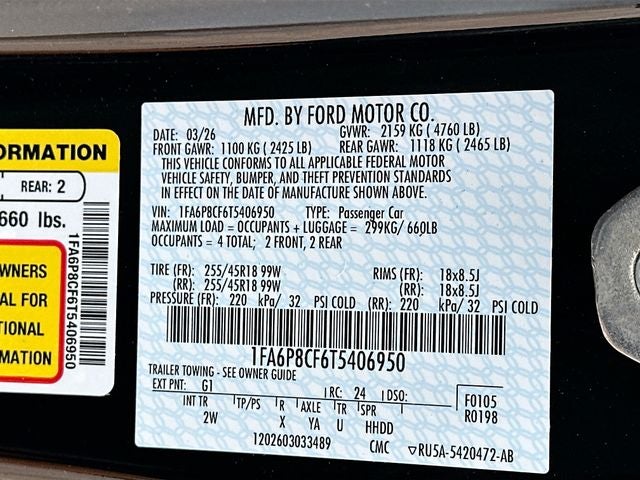 ORMATION
REAR: 2
660 lbs.
WNERS
AL FOR
TIONAL
MATION
1FA6P8CF6T5406950
MFD. BY FORD MOTOR CO.
DATE: 03/26 GVWR: 2159 KG ( 4760 LB)
FRONT GAWR: 1100 KG ( 2425 LB) REAR GAWR: 1118 KG ( 2465 LB)
THIS VEHICLE CONFORMS TO ALL APPLICABLE FEDERAL MOTOR
VEHICLE SAFETY, BUMPER, AND THEFT PREVENTION STANDARDS
IN EFFECT ON THE DATE OF MANUFACTURE SHOWN ABOVE.
VIN: 1FA6P8CF6T5406950 TYPE: Passenger Car
MAXIMUM LOAD = OCCUPANTS + LUGGAGE = 299KG/ 660LB
OCCUPANTS = 4 TOTAL; 2 FRONT, 2 REAR
TIRE (FR): 255/45R18 99W RIMS (FR): 18x8.5J
(RR): 255/45R18 99W (RR): 18x8.5J
PRESSURE (FR): 220 kPa/ 32 PSI COLD (RR): 220 kPa/ 32 PSI COLD
1FA6P8CF6T5406950
TRAILER TOWING - SEE OWNER GUIDE
EXT PNT: G1 RC: 24 DSO: F0105
INT TR TP/PS R AXLE TR SPR R0198
2W X YA U HHDD
1202603033489 CMC ▽RU5A-5420472-AB